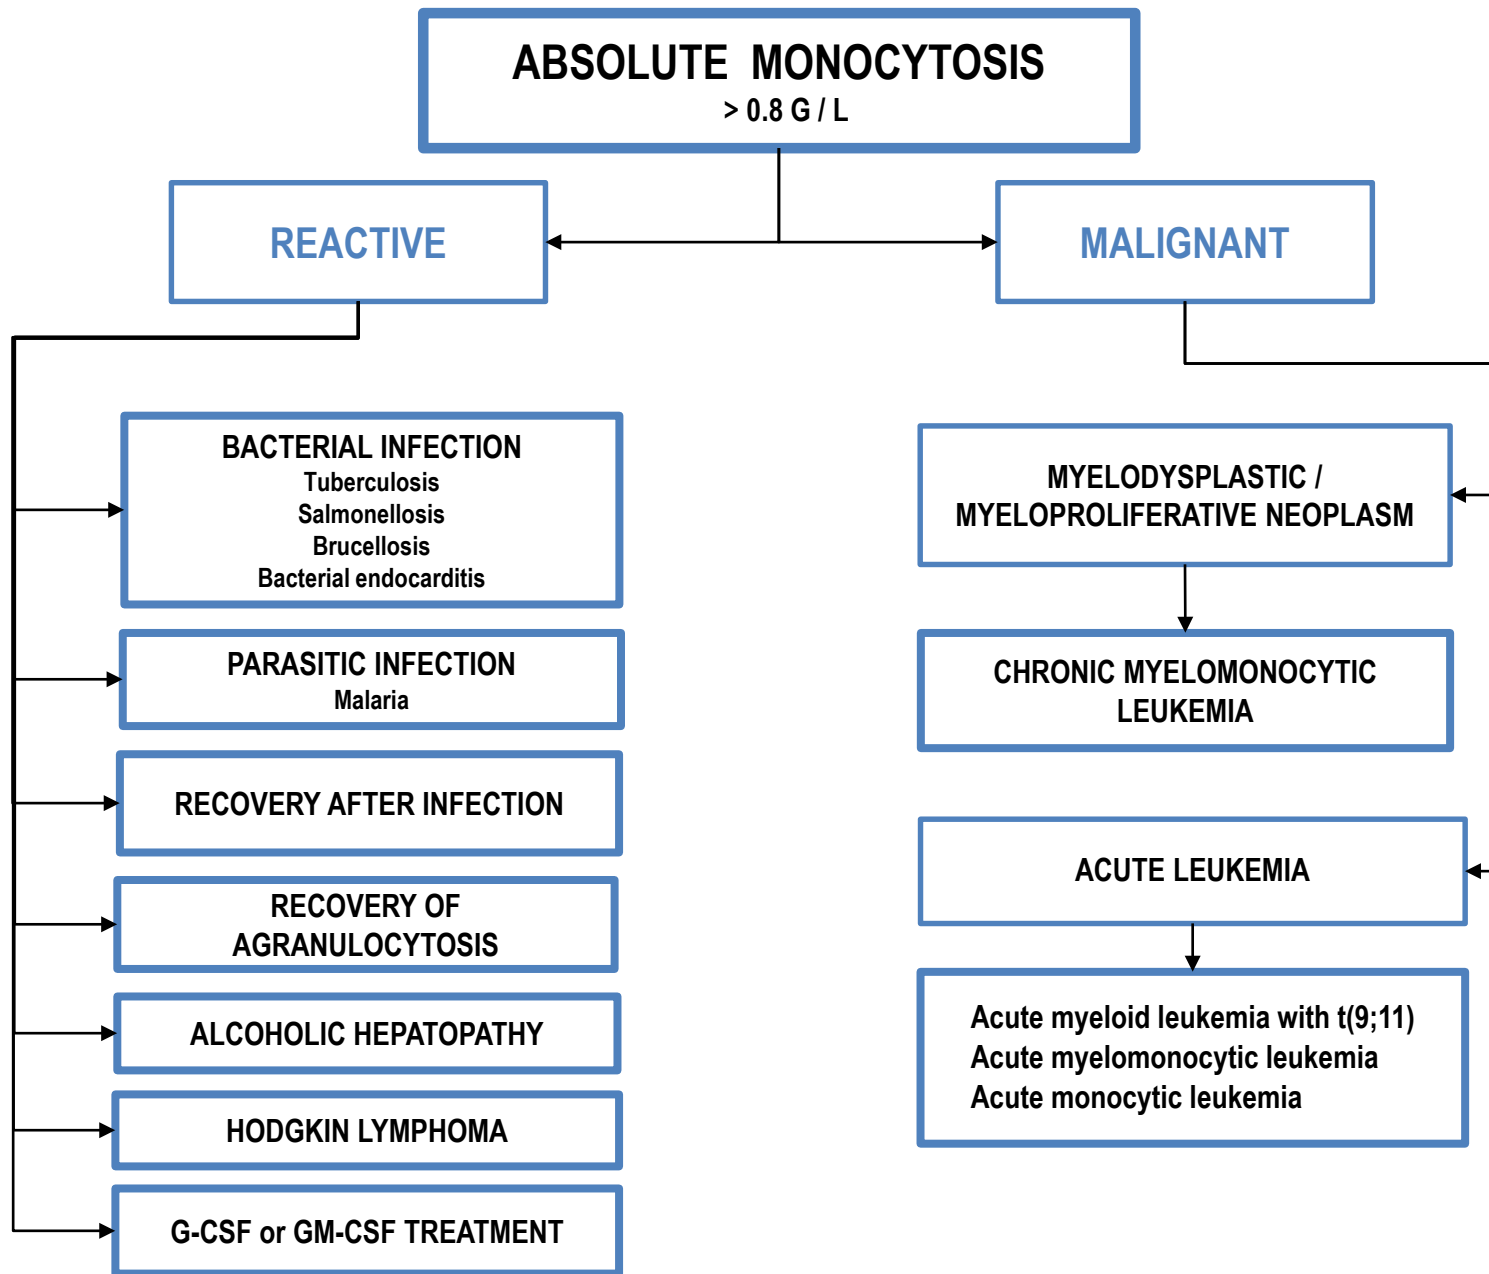 ABSOLUTE MONOCYTOSIS
> 0.8 G / L
REACTIVE
MALIGNANT
BACTERIAL INFECTION
Tuberculosis
Salmonellosis
Brucellosis
Bacterial endocarditis
PARASITIC INFECTION
Malaria
RECOVERY AFTER INFECTION
RECOVERY OF
AGRANULOCYTOSIS
ALCOHOLIC HEPATOPATHY
HODGKIN LYMPHOMA
G-CSF or GM-CSF TREATMENT
MYELODYSPLASTIC /
MYELOPROLIFERATIVE NEOPLASM
CHRONIC MYELOMONOCYTIC
LEUKEMIA
ACUTE LEUKEMIA
Acute myeloid leukemia with t(9;11)
Acute myelomonocytic leukemia
Acute monocytic leukemia